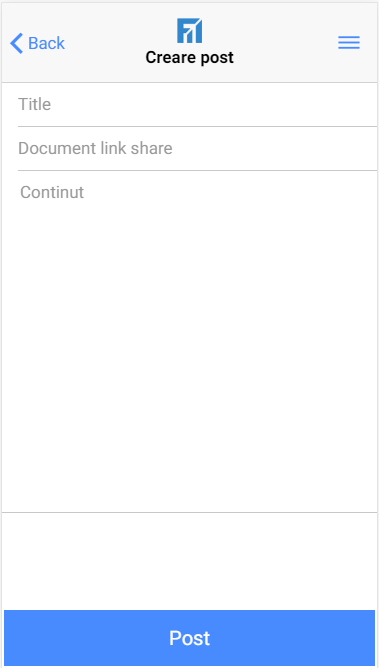 Back
Creare post
Title
Document link share
Continut
Post